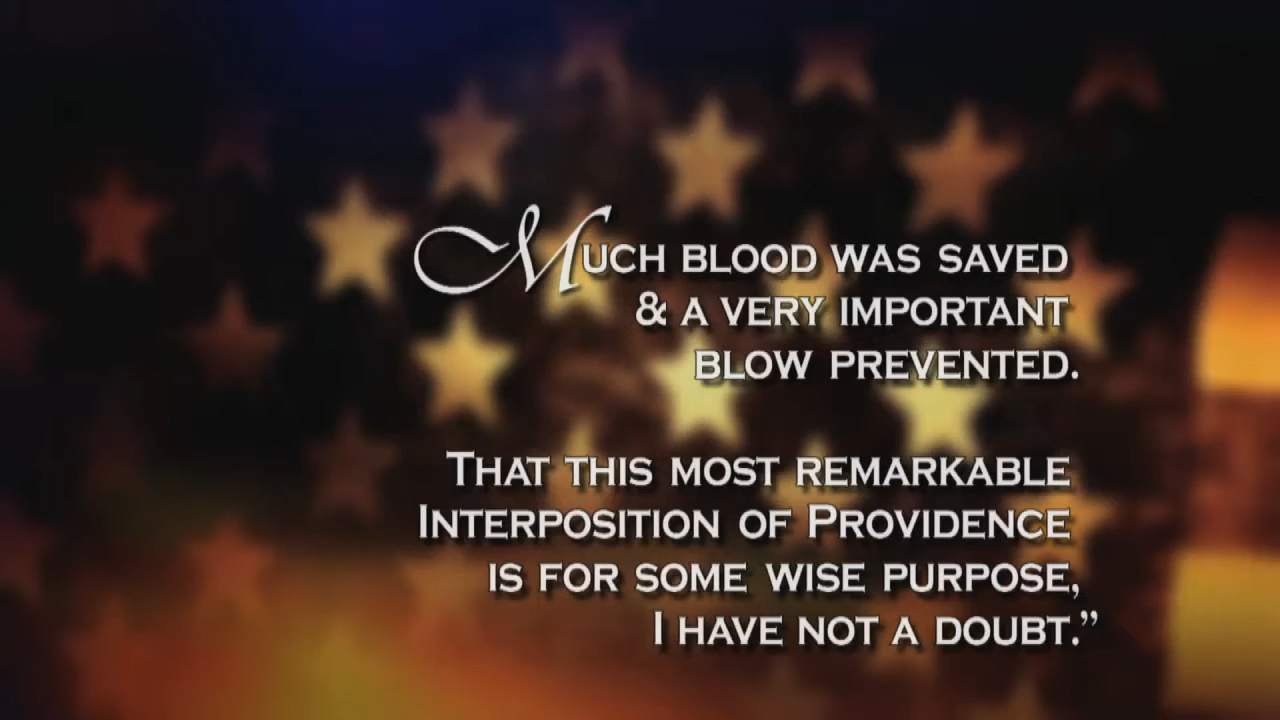 Much blood was saved
& a very important
blow prevented.
That this most remarkable
Interposition of Providence
is for some wise purpose,
I have not a doubt.”